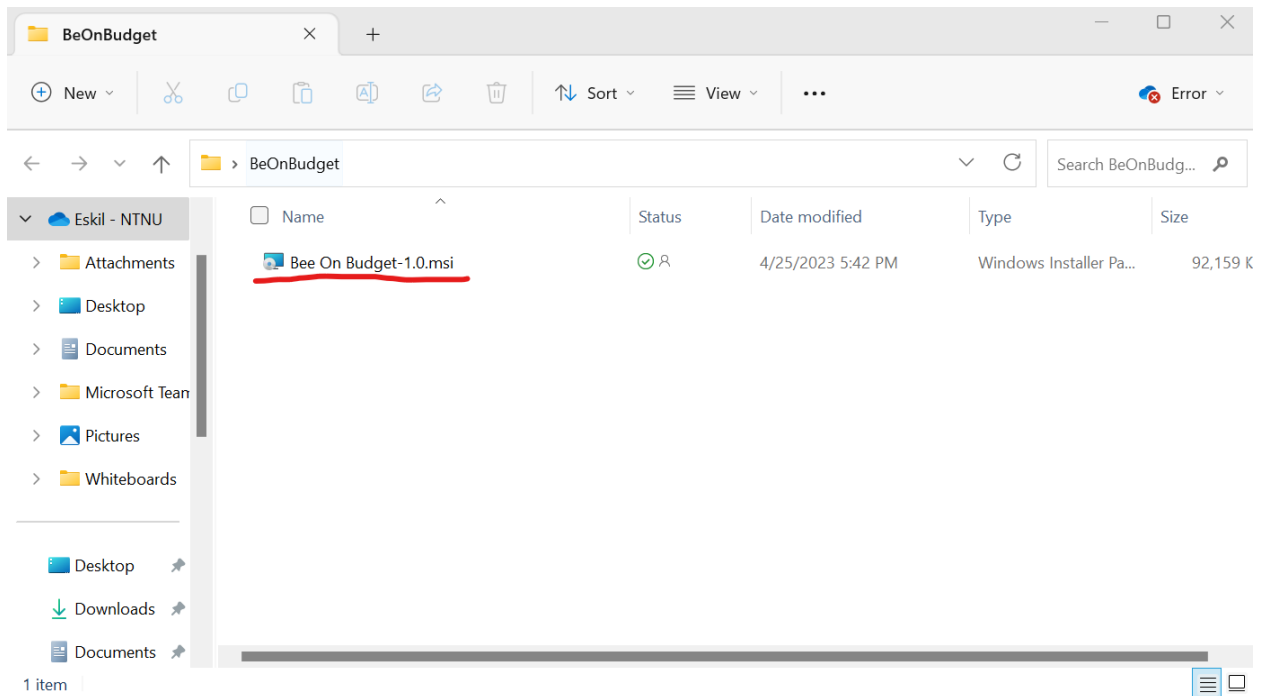 BeOnBudget
New
Sort
View
Error
BeOnBudget
Search BeOnBudg...
Eskil - NTNU
Name
Status
Date modified
Type
Size
Bee On Budget-1.0.msi
4/25/2023 5:42 PM
Windows Installer Pa...
92,159 K
Attachments
Desktop
Documents
Microsoft Team
Pictures
Whiteboards
Desktop
Downloads
Documents
1 item